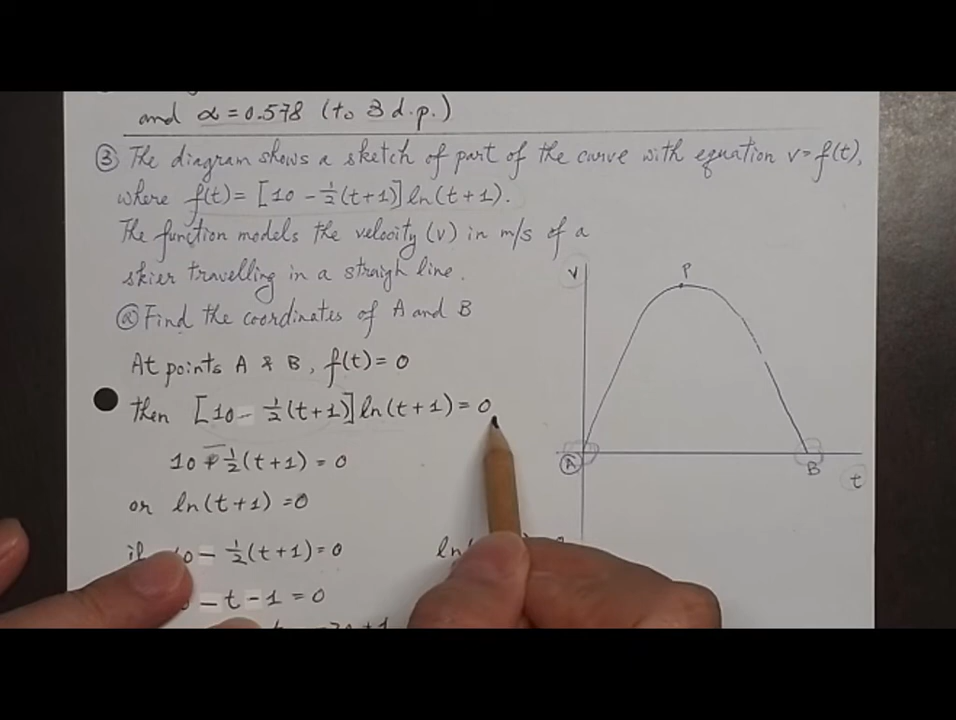 and α = 0.578 (to 3 d.p.)
③ The diagram shows a sketch of part of the curve with equation v = f(t),
where f(t) = [10 - ½(t+1)] ln(t+1).
The function models the velocity (v) in m/s of a
skier travelling in a straigh line.
ⓐ Find the coordinates of A and B
At points A & B, f(t) = 0
then [10 - ½(t+1)] ln(t+1) = 0
10 - ½(t+1) = 0
or ln(t+1) = 0
if - ½(t+1) = 0
ln(
- t - 1 = 0
v
P
A
B
t